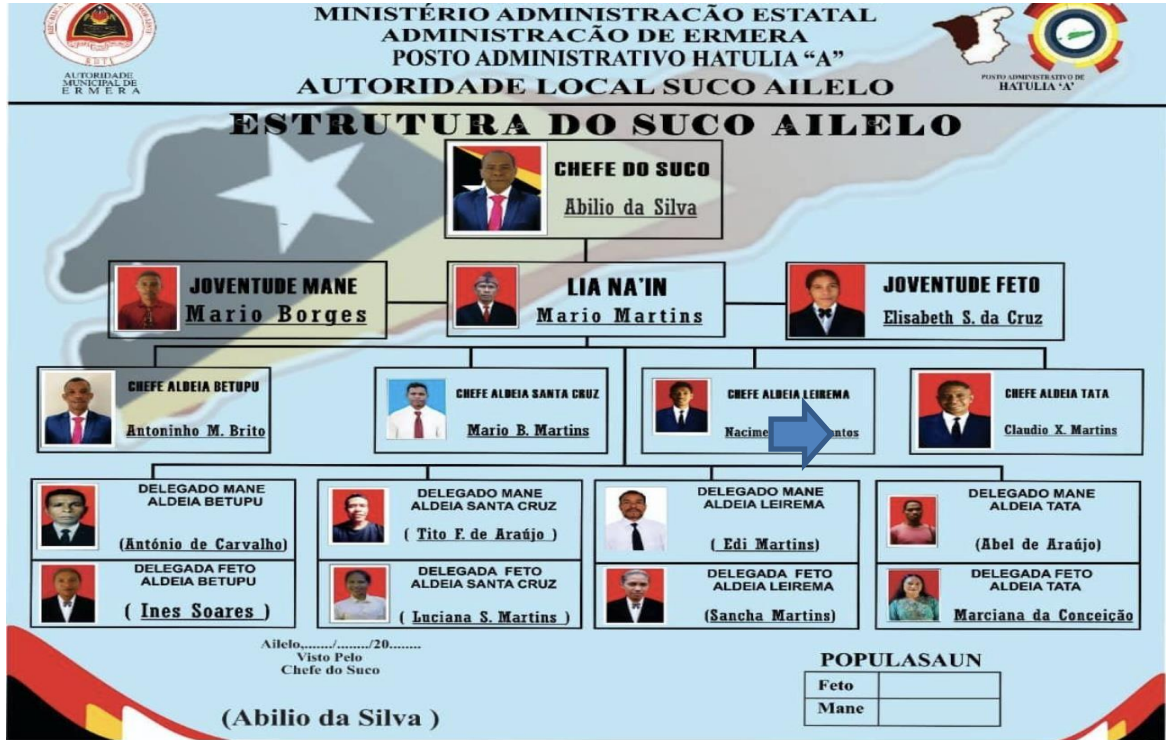 MINISTÉRIO ADMINISTRACÃO ESTATAL
ADMINISTRACÃO DE ERMERA
POSTO ADMINISTRATIVO HATULIA “A”
AUTORIDADE LOCAL SUCO AILELO
AUTORIDADE
MUNICIPAL DE
ERMERA
POSTO ADMINISTRATIVO DE
HATULIA ‘A’
ESTRUTURA DO SUCO AILELO
CHEFE DO SUCO
Abilio da Silva
JOVENTUDE MANE
Mario Borges
LIA NA’IN
Mario Martins
JOVENTUDE FETO
Elisabeth S. da Cruz
CHEFE ALDEIA BETUPU
Antoninho M. Brito
CHEFE ALDEIA SANTA CRUZ
Mario B. Martins
CHEFE ALDEIA LEIREMA
CHEFE ALDEIA TATA
Claudio X. Martins
DELEGADO MANE
ALDEIA BETUPU
(António de Carvalho)
DELEGADA FETO
ALDEIA BETUPU
( Ines Soares )
DELEGADO MANE
ALDEIA SANTA CRUZ
( Tito F. de Araújo )
DELEGADA FETO
ALDEIA SANTA CRUZ
( Luciana S. Martins )
DELEGADO MANE
ALDEIA LEIREMA
( Edi Martins)
DELEGADA FETO
ALDEIA LEIREMA
(Sancha Martins)
DELEGADO MANE
ALDEIA TATA
(Abel de Araújo)
DELEGADA FETO
ALDEIA TATA
Marciana da Conceição
Ailelo,......../......../20........
Visto Pelo
Chefe do Suco
(Abilio da Silva )
POPULASAUN
Feto
Mane